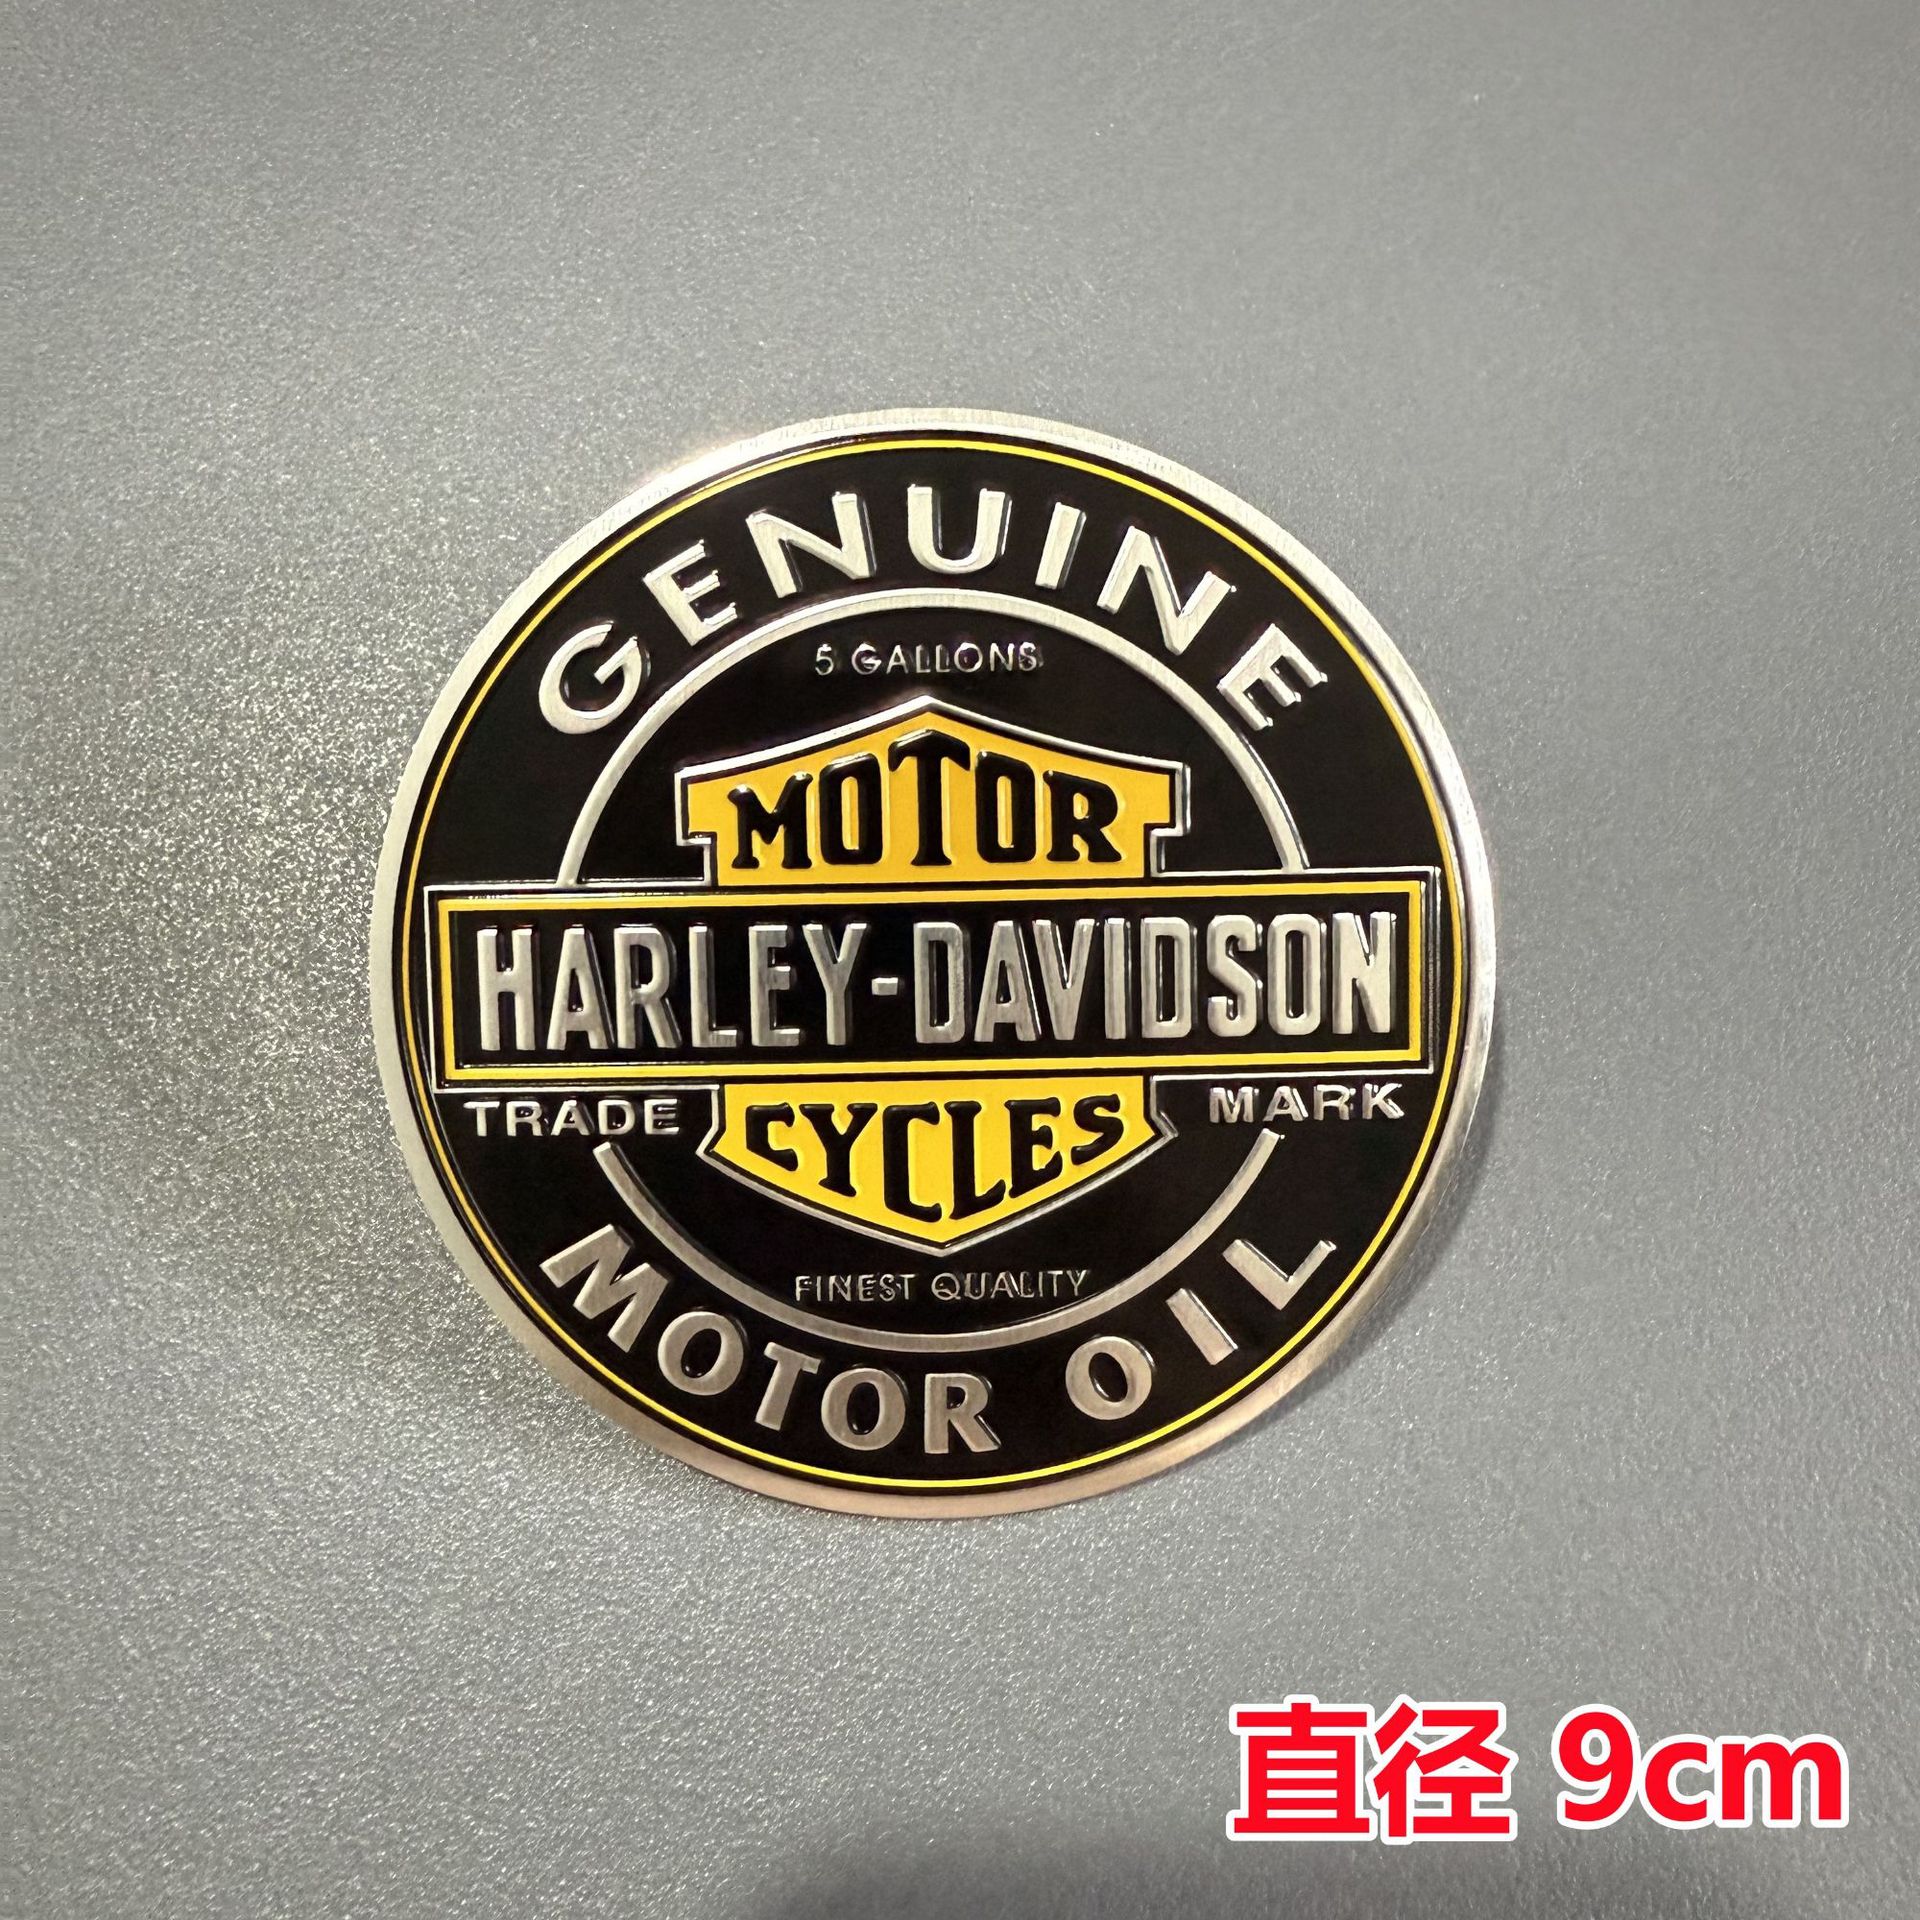 GENUINE
5 GALLONS
MOTOR
HARLEY-DAVIDSON
TRADE MARK
CYCLES
FINEST QUALITY
MOTOR OIL
直径 9cm